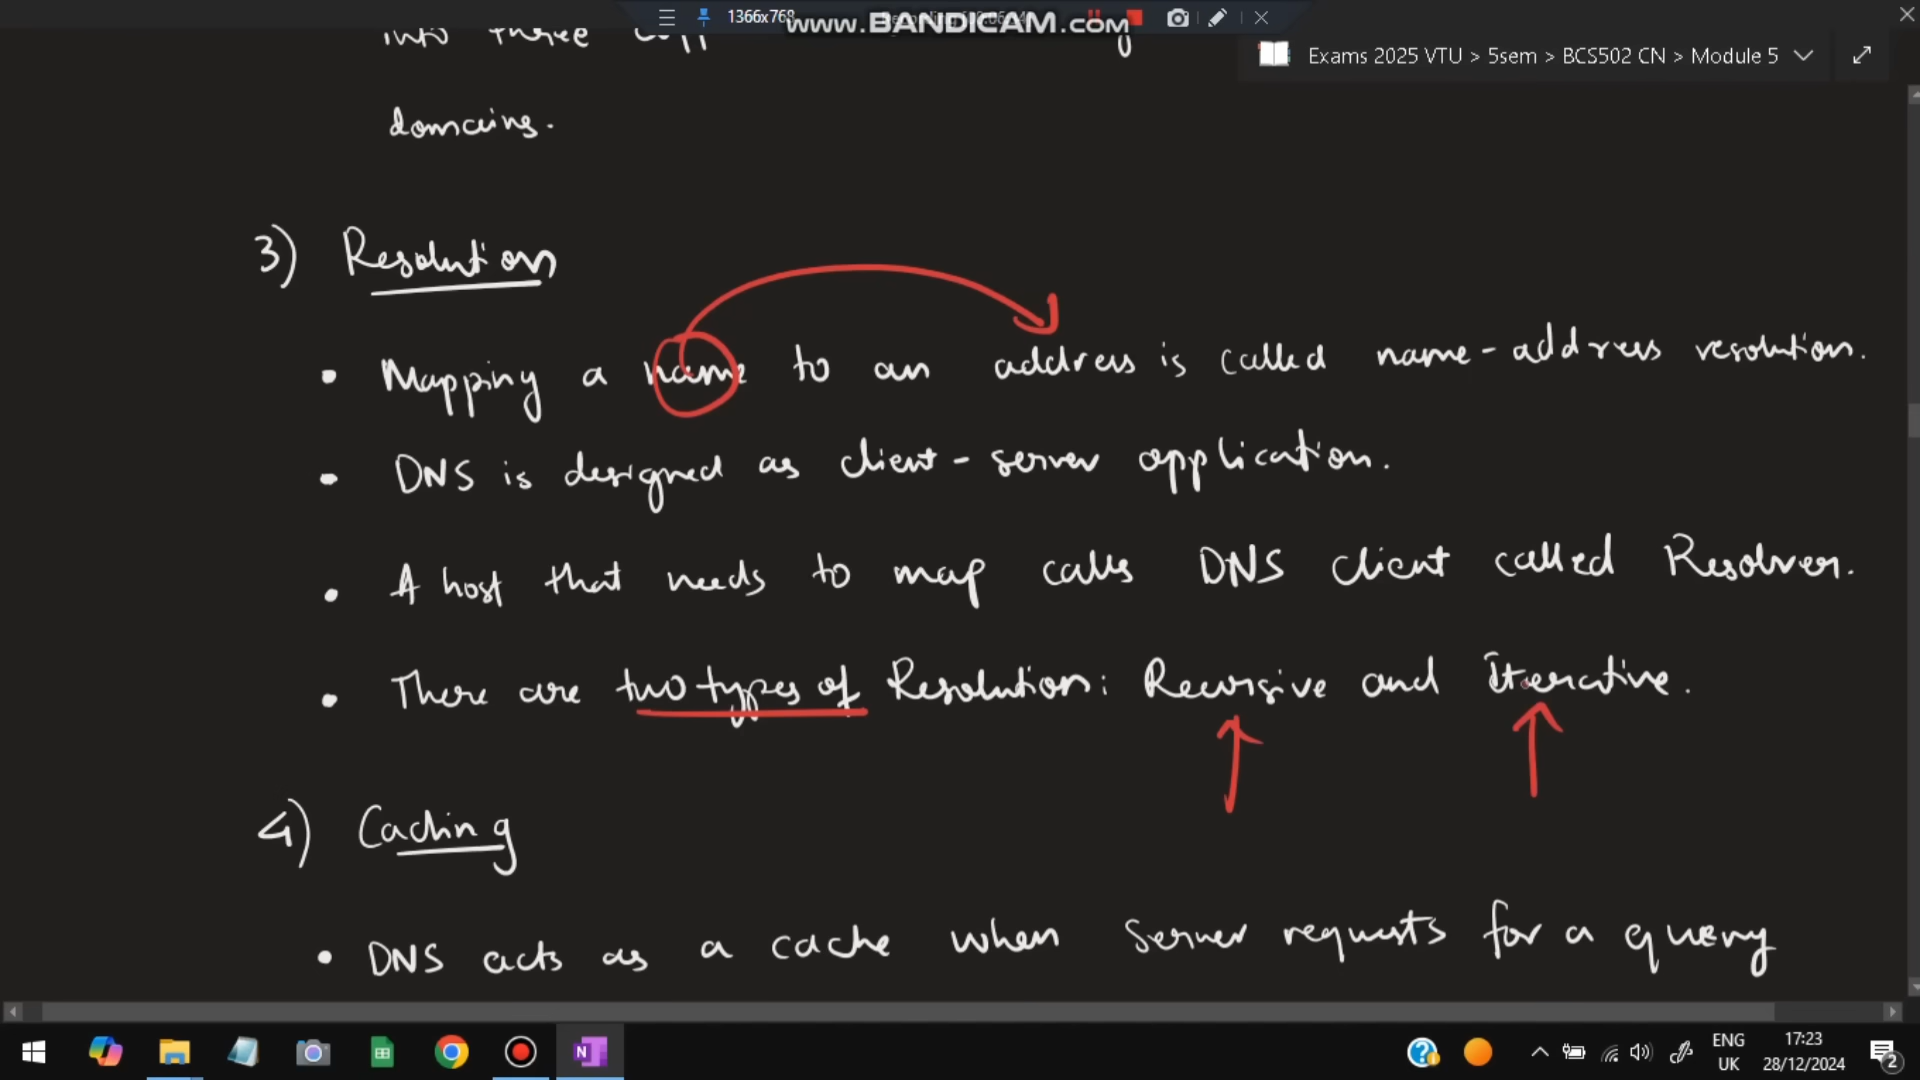 1366x768
www.BANDICAM.com
into three
Exams 2025 VTU > 5sem > BCS502 CN > Module 5
domains.
3) Resolution
• Mapping a name to an address is called name-address resolution.
• DNS is designed as client-server application.
• A host that needs to map calls DNS client called Resolver.
• There are two types of Resolution: Recursive and Iterative.
4) Caching
• DNS acts as a cache when server requests for a query
ENG
UK
17:23
28/12/2024
2